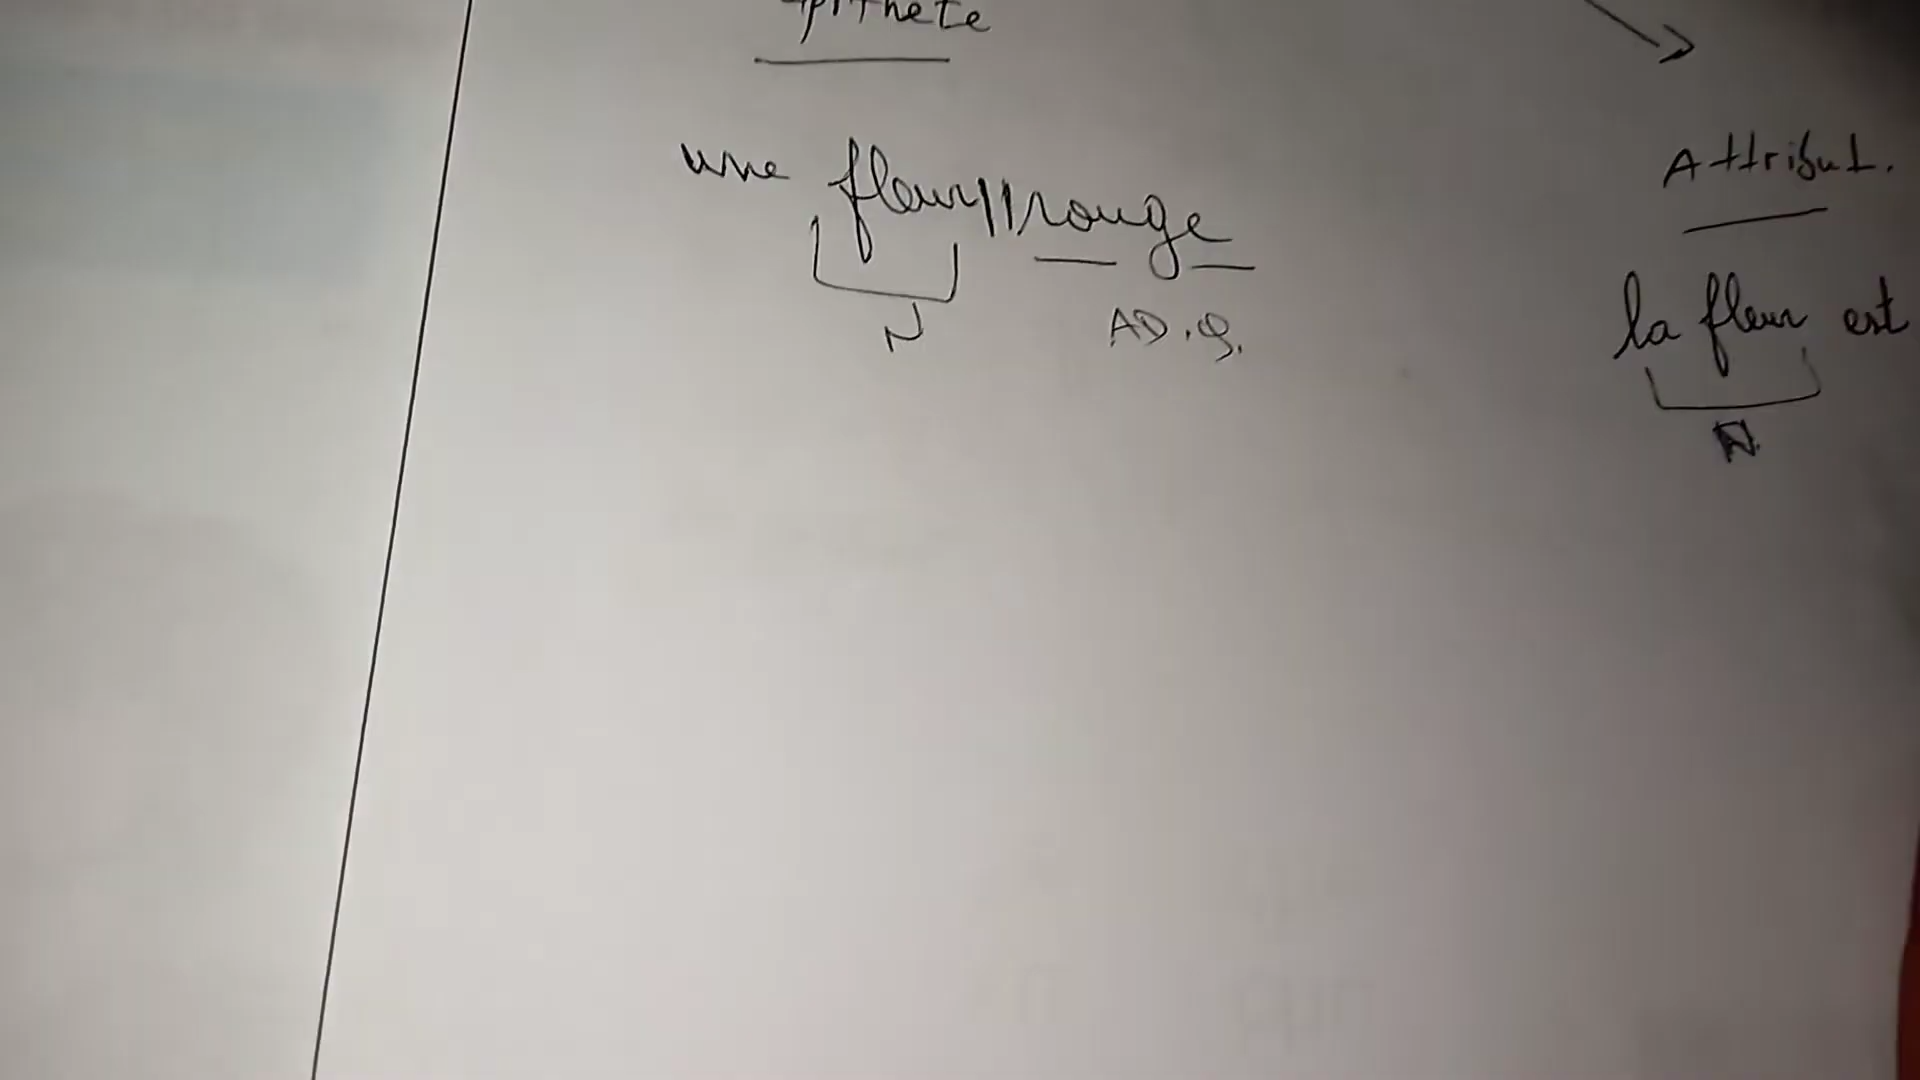 épithète
une fleur||rouge
N AD.Q.
Attribut.
la fleur est
N.